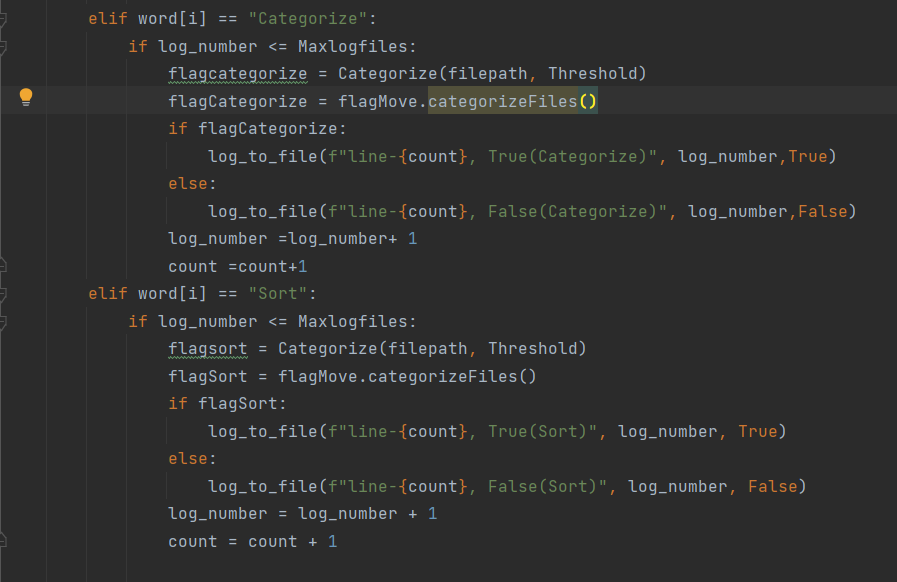 elif word[i] == "Categorize":
if log_number <= Maxlogfiles:
flagcategorize = Categorize(filepath, Threshold)
flagCategorize = flagMove.categorizeFiles()
if flagCategorize:
log_to_file(f"line-{count}, True(Categorize)", log_number,True)
else:
log_to_file(f"line-{count}, False(Categorize)", log_number,False)
log_number =log_number+ 1
count =count+1
elif word[i] == "Sort":
if log_number <= Maxlogfiles:
flagsort = Categorize(filepath, Threshold)
flagSort = flagMove.categorizeFiles()
if flagSort:
log_to_file(f"line-{count}, True(Sort)", log_number, True)
else:
log_to_file(f"line-{count}, False(Sort)", log_number, False)
log_number = log_number + 1
count = count + 1